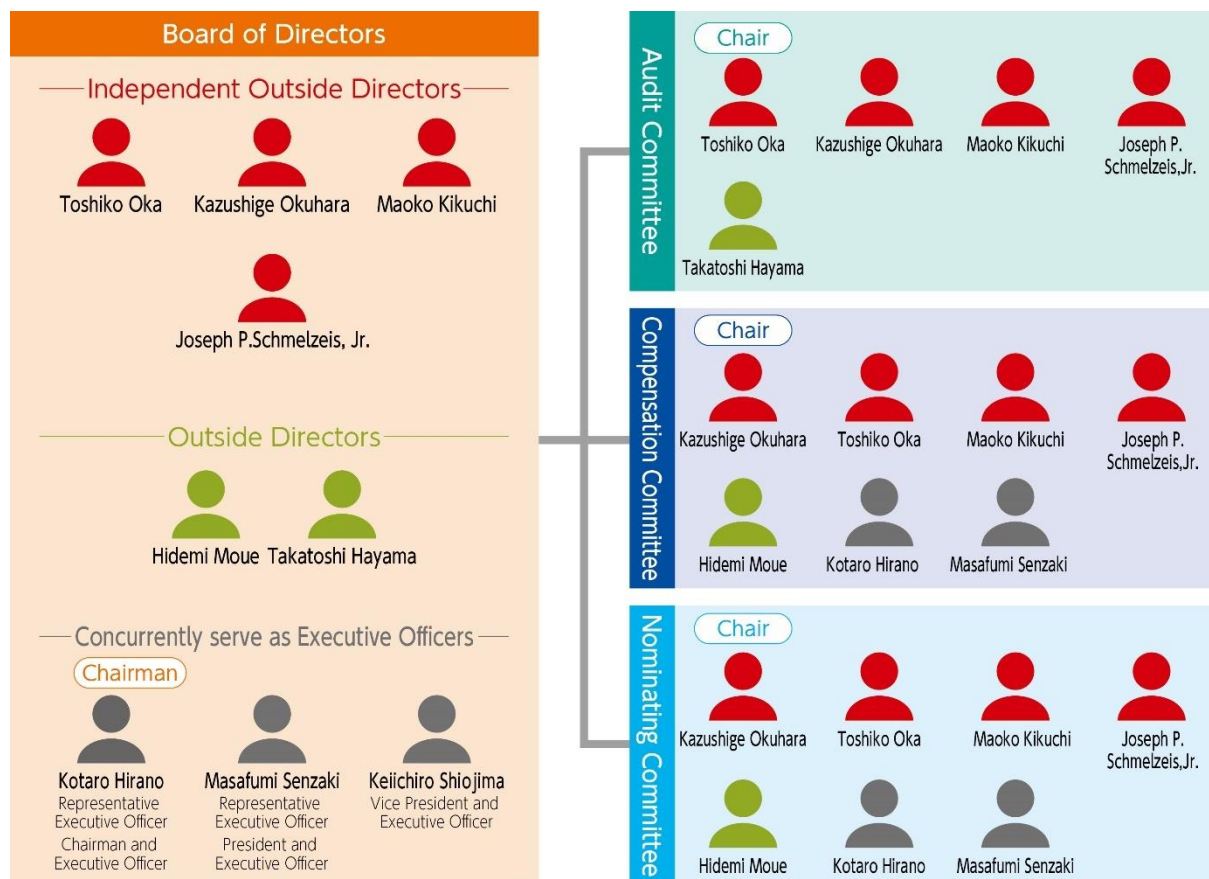 Board of Directors
Independent Outside Directors
Toshiko Oka
Kazushige Okuhara
Maoko Kikuchi
Joseph P.Schmelzeis, Jr.
Outside Directors
Hidemi Moue
Takatoshi Hayama
Concurrently serve as Executive Officers
Chairman
Kotaro Hirano
Representative
Executive Officer
Chairman and
Executive Officer
Masafumi Senzaki
Representative
Executive Officer
President and
Executive Officer
Keiichiro Shiojima
Vice President and
Executive Officer
Audit Committee
Chair
Toshiko Oka
Kazushige Okuhara
Maoko Kikuchi
Joseph P.
Schmelzeis,Jr.
Takatoshi Hayama
Compensation Committee
Chair
Kazushige Okuhara
Toshiko Oka
Maoko Kikuchi
Joseph P.
Schmelzeis,Jr.
Hidemi Moue
Kotaro Hirano
Masafumi Senzaki
Nominating Committee
Chair
Kazushige Okuhara
Toshiko Oka
Maoko Kikuchi
Joseph P.
Schmelzeis,Jr.
Hidemi Moue
Kotaro Hirano
Masafumi Senzaki